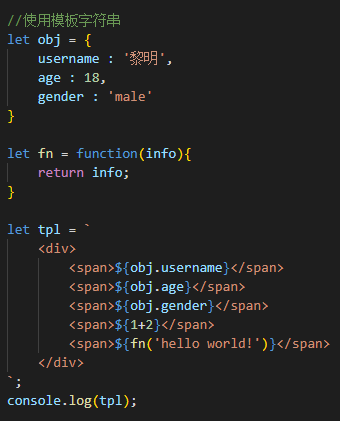 //使用模板字符串
let obj = {
    username : '黎明',
    age : 18,
    gender : 'male'
}

let fn = function(info){
    return info;
}

let tpl = `
    <div>
        <span>${obj.username}</span>
        <span>${obj.age}</span>
        <span>${obj.gender}</span>
        <span>${1+2}</span>
        <span>${fn('hello world!')}</span>
    </div>
`;
console.log(tpl);